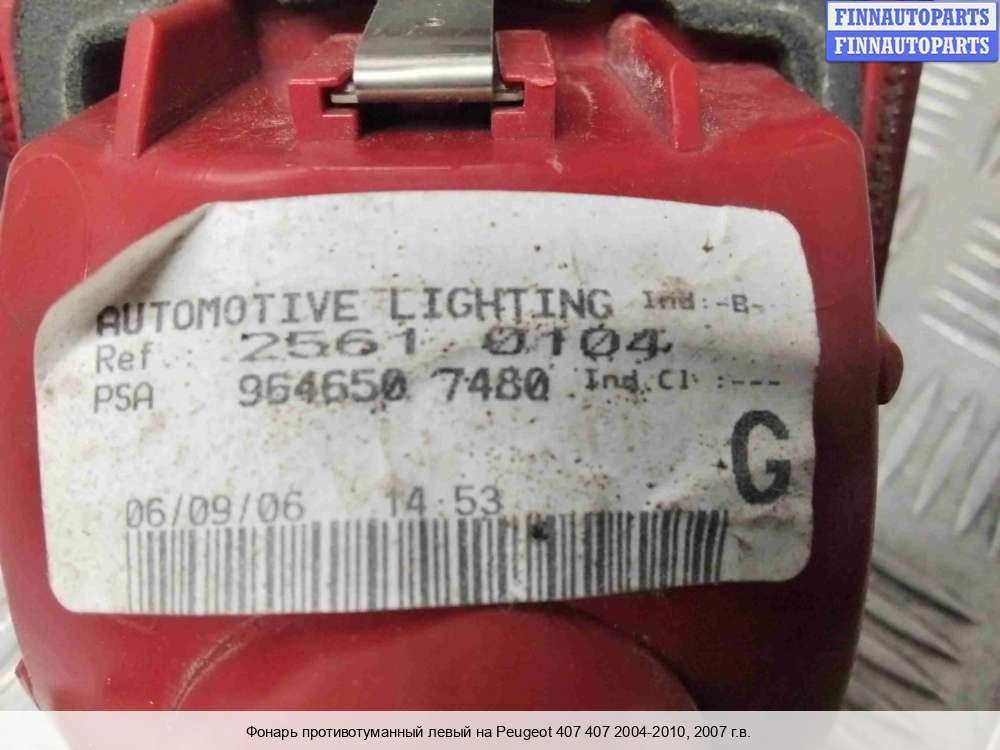 FINNAUTOPARTS
FINNAUTOPARTS
AUTOMOTIVE LIGHTING Ind:-B-
Ref.: 2561 0104
PSA 964650 7480 Ind.Cl :---
G
06/09/06 14:53
Фонарь противотуманный левый на Peugeot 407 407 2004-2010, 2007 г.в.